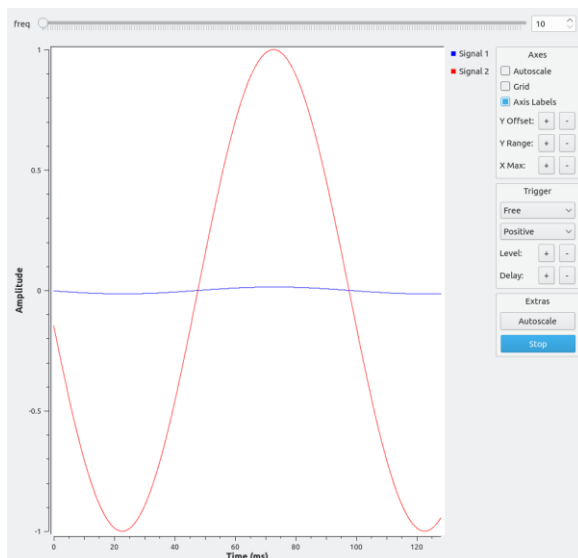 freq
10
Signal 1
Signal 2
Axes
Autoscale
Grid
Axis Labels
Y Offset: + -
Y Range: + -
X Max: + -
Trigger
Free
Positive
Level: + -
Delay: + -
Extras
Autoscale
Stop
Amplitude
1
0.5
0
-0.5
-1
0 20 40 60 80 100 120
Time (ms)